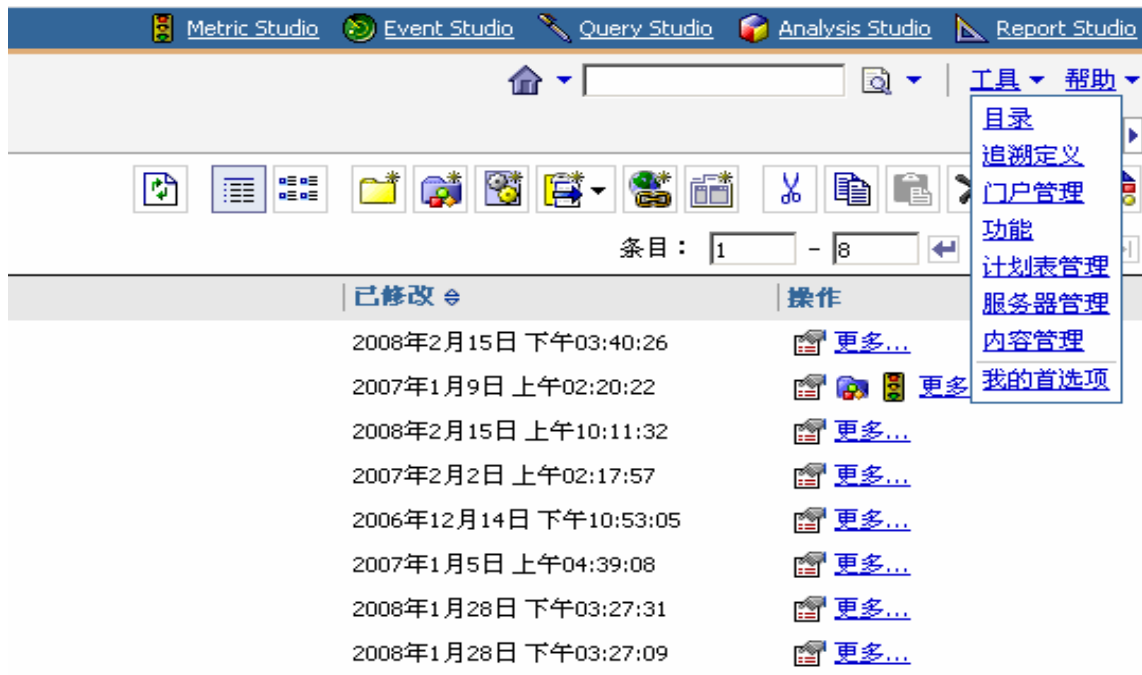 Metric Studio Event Studio Query Studio Analysis Studio Report Studio
工具 帮助
目录
追溯定义
门户管理
功能
计划表管理
服务器管理
内容管理
我的首选项
条目： 1 - 8
已修改 操作
2008年2月15日 下午03:40:26 更多...
2007年1月9日 上午02:20:22 更多
2008年2月15日 上午10:11:32 更多...
2007年2月2日 上午02:17:57 更多...
2006年12月14日 下午10:53:05 更多...
2007年1月5日 上午04:39:08 更多...
2008年1月28日 下午03:27:31 更多...
2008年1月28日 下午03:27:09 更多...